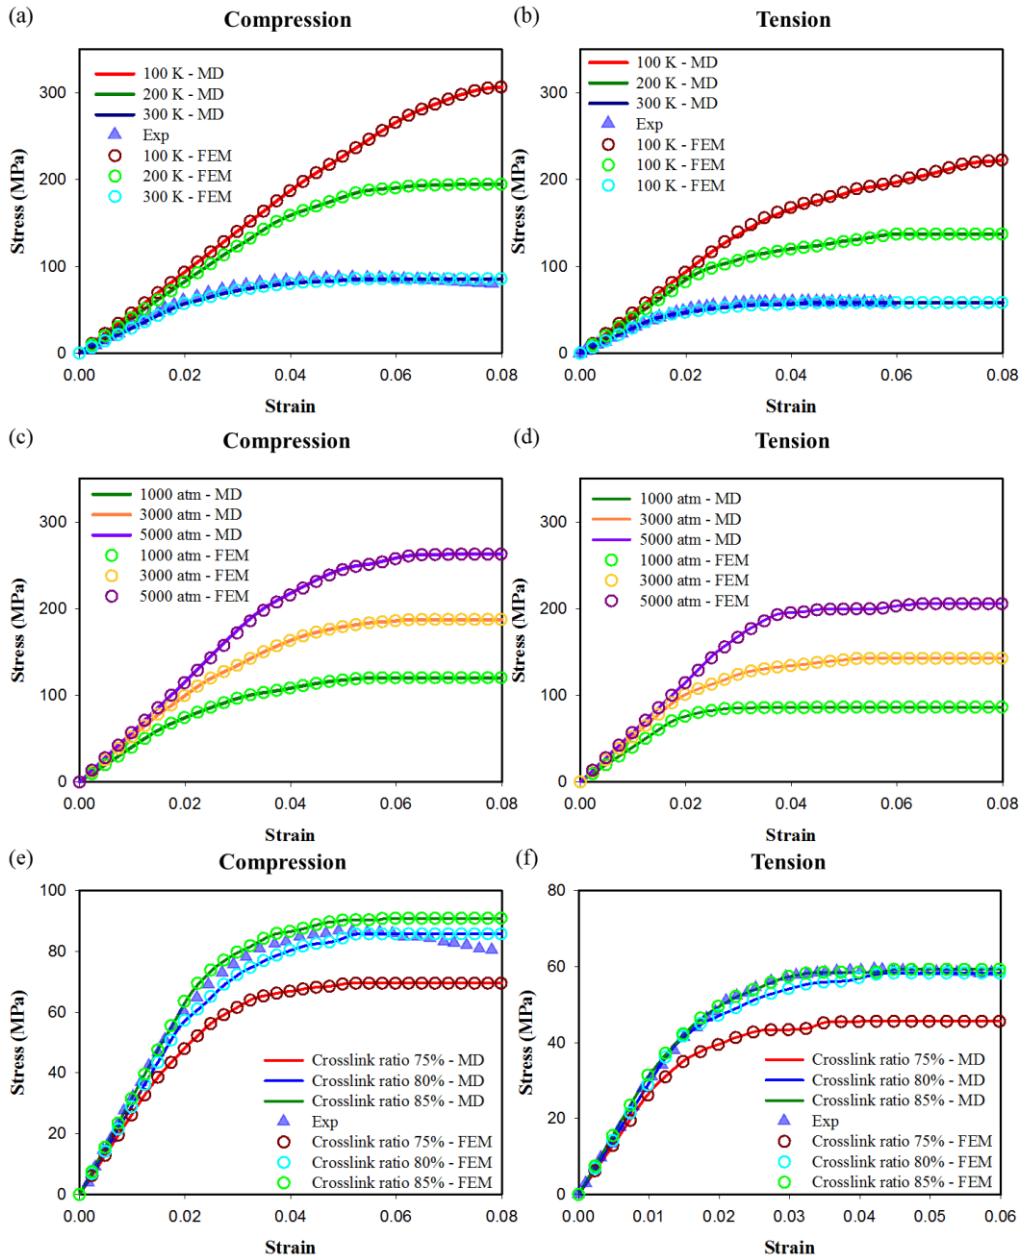 (a)
Compression
100 K - MD
200 K - MD
300 K - MD
Exp
100 K - FEM
200 K - FEM
300 K - FEM
Stress (MPa)
300
200
100
0
0.00 0.02 0.04 0.06 0.08
Strain
(b)
Tension
100 K - MD
200 K - MD
300 K - MD
Exp
100 K - FEM
100 K - FEM
100 K - FEM
Stress (MPa)
300
200
100
0
0.00 0.02 0.04 0.06 0.08
Strain
(c)
Compression
1000 atm - MD
3000 atm - MD
5000 atm - MD
1000 atm - FEM
3000 atm - FEM
5000 atm - FEM
Stress (MPa)
300
200
100
0
0.00 0.02 0.04 0.06 0.08
Strain
(d)
Tension
1000 atm - MD
3000 atm - MD
5000 atm - MD
1000 atm - FEM
3000 atm - FEM
5000 atm - FEM
Stress (MPa)
300
200
100
0
0.00 0.02 0.04 0.06 0.08
Strain
(e)
Compression
Stress (MPa)
100
80
60
40
20
0
Crosslink ratio 75% - MD
Crosslink ratio 80% - MD
Crosslink ratio 85% - MD
Exp
Crosslink ratio 75% - FEM
Crosslink ratio 80% - FEM
Crosslink ratio 85% - FEM
0.00 0.02 0.04 0.06 0.08
Strain
(f)
Tension
Stress (MPa)
80
60
40
20
0
Crosslink ratio 75% - MD
Crosslink ratio 80% - MD
Crosslink ratio 85% - MD
Exp
Crosslink ratio 75% - FEM
Crosslink ratio 80% - FEM
Crosslink ratio 85% - FEM
0.00 0.01 0.02 0.03 0.04 0.05 0.06
Strain